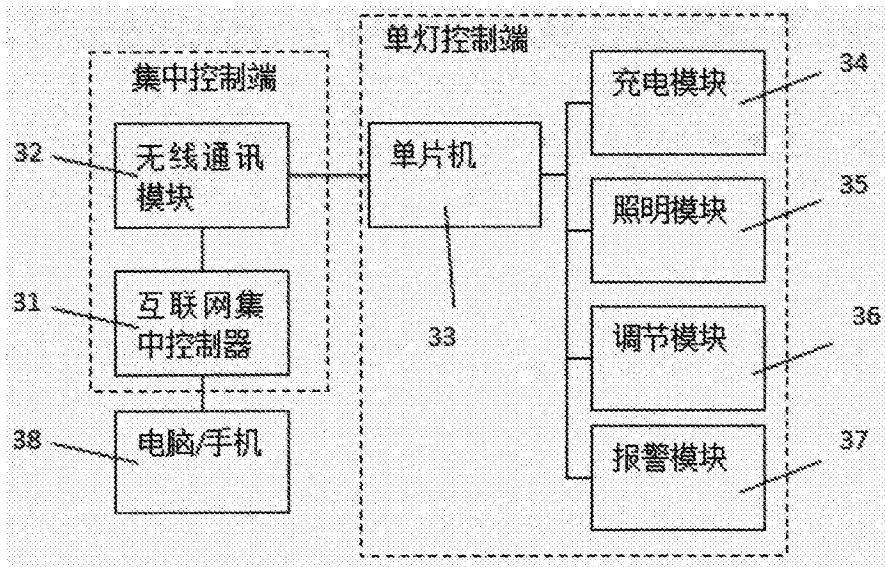 单灯控制端
集中控制端
充电模块
34
32
无线通讯
模块
单片机
照明模块
35
31
互联网集
中控制器
33
调节模块
36
38
电脑/手机
报警模块
37